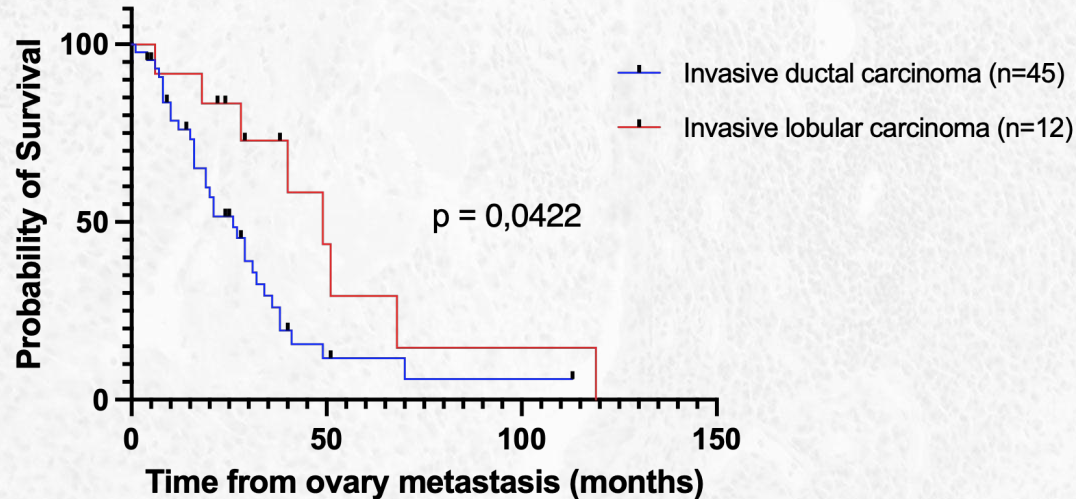 Probability of Survival
100
50
0
0 50 100 150
Time from ovary metastasis (months)
p = 0,0422
Invasive ductal carcinoma (n=45)
Invasive lobular carcinoma (n=12)